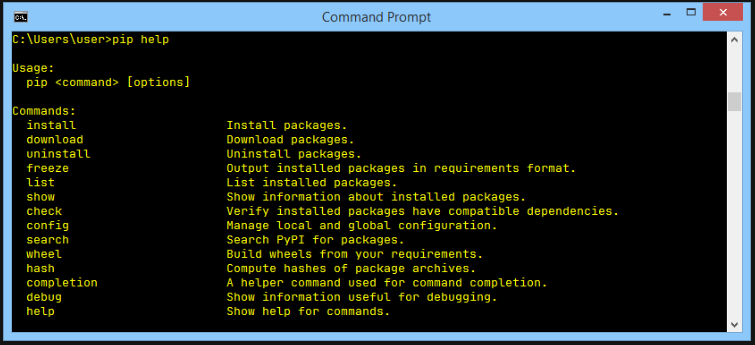 Command Prompt
C:\Users\user>pip help
Usage:
pip <command> [options]
Commands:
install Install packages.
download Download packages.
uninstall Uninstall packages.
freeze Output installed packages in requirements format.
list List installed packages.
show Show information about installed packages.
check Verify installed packages have compatible dependencies.
config Manage local and global configuration.
search Search PyPI for packages.
wheel Build wheels from your requirements.
hash Compute hashes of package archives.
completion A helper command used for command completion.
debug Show information useful for debugging.
help Show help for commands.